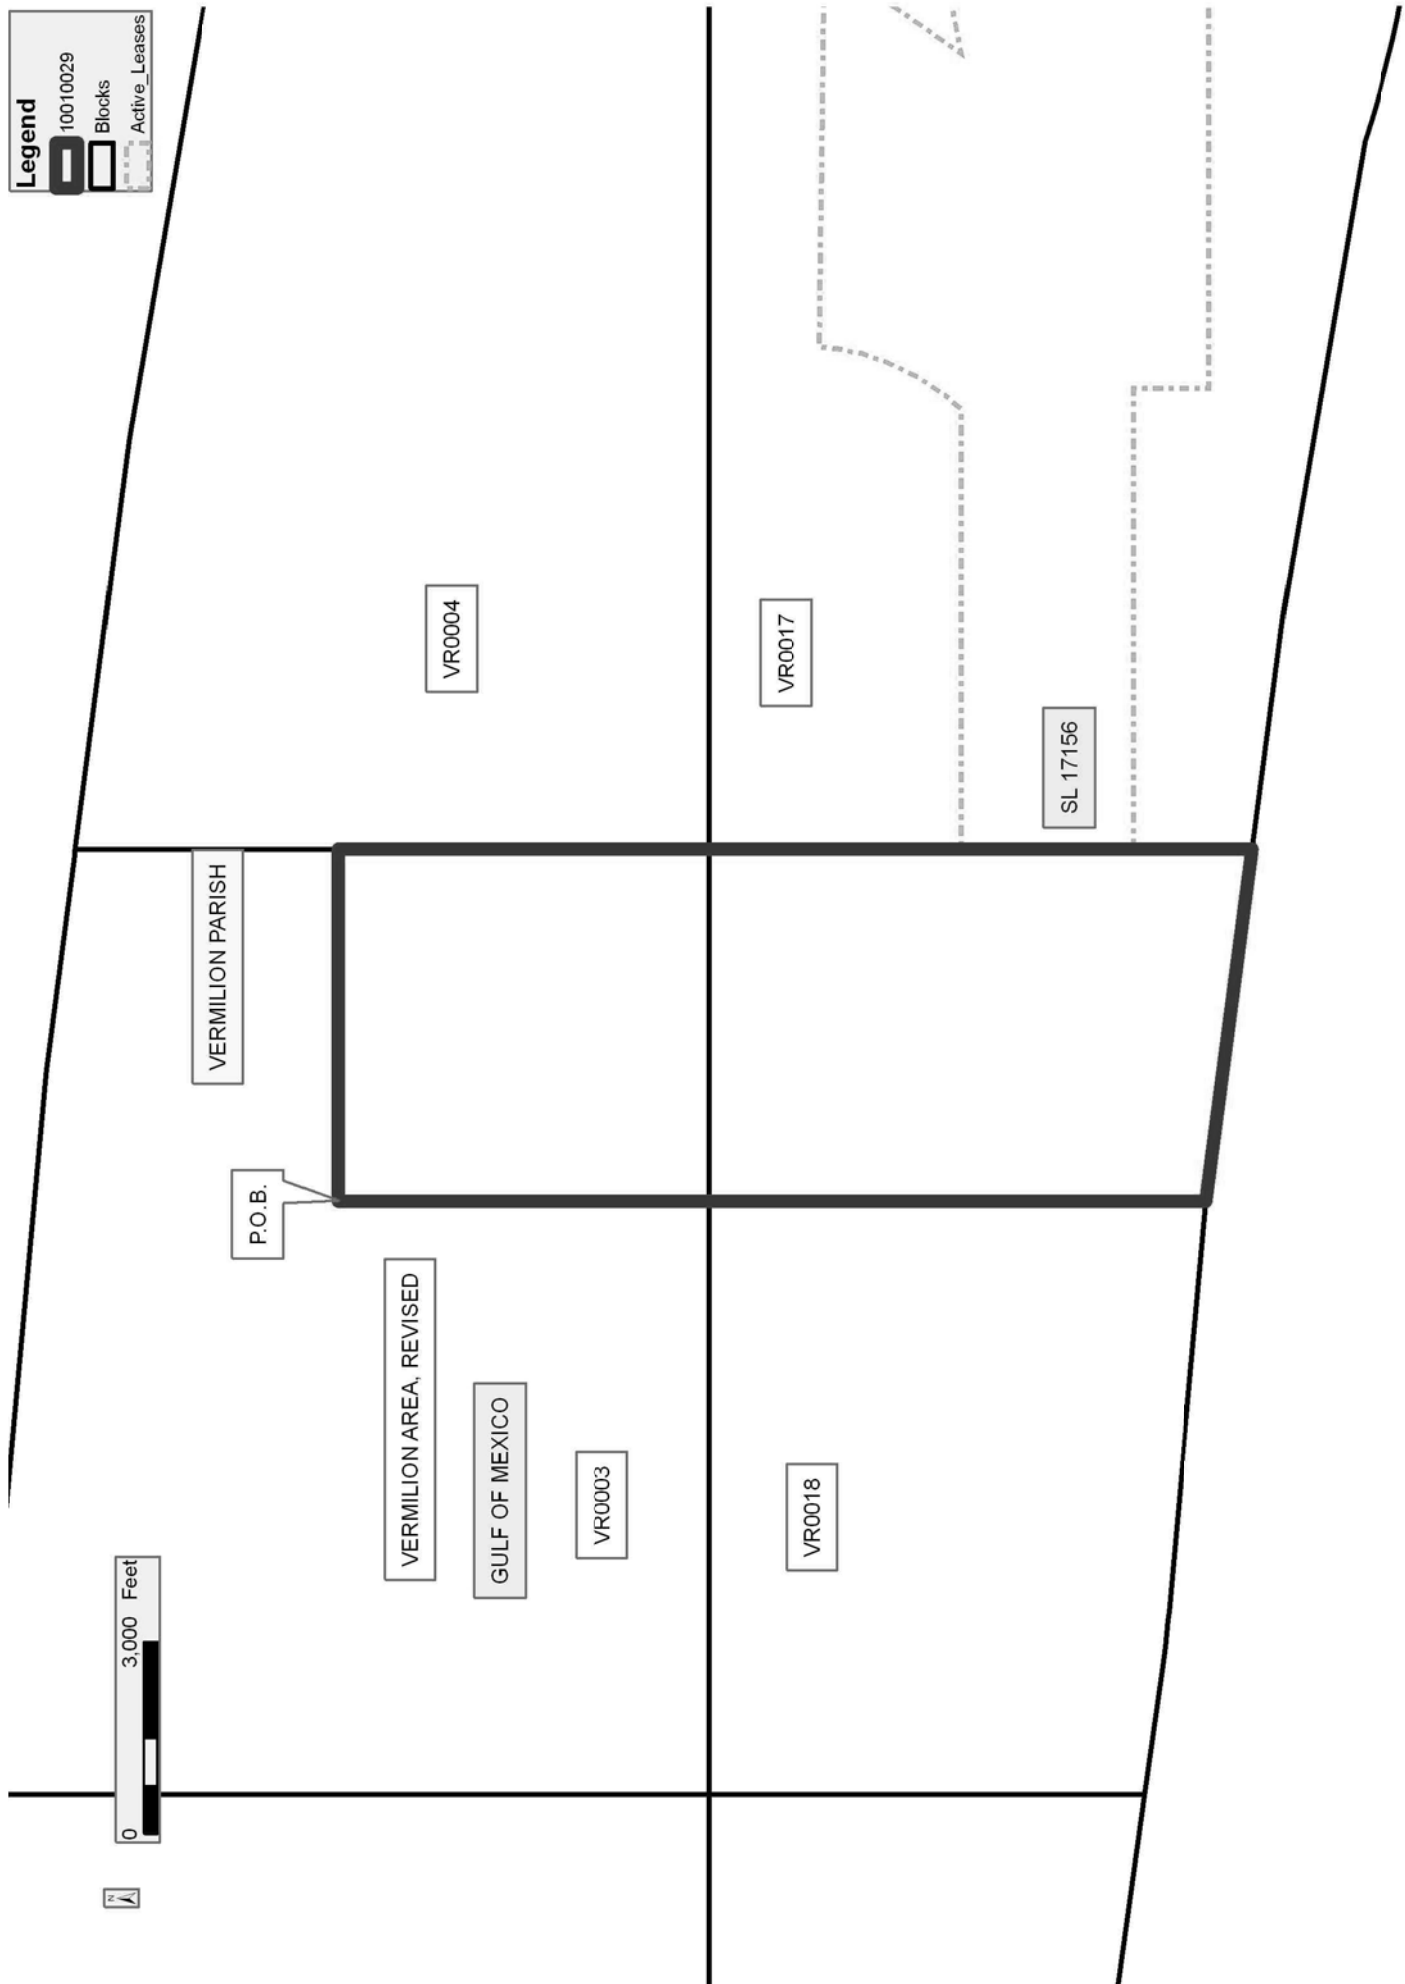 Legend
10010029
Blocks
Active_Leases
VERMILION PARISH
P.O.B.
VERMILION AREA, REVISED
GULF OF MEXICO
VR0003
VR0004
VR0018
VR0017
SL 17156
0 3,000 Feet
N